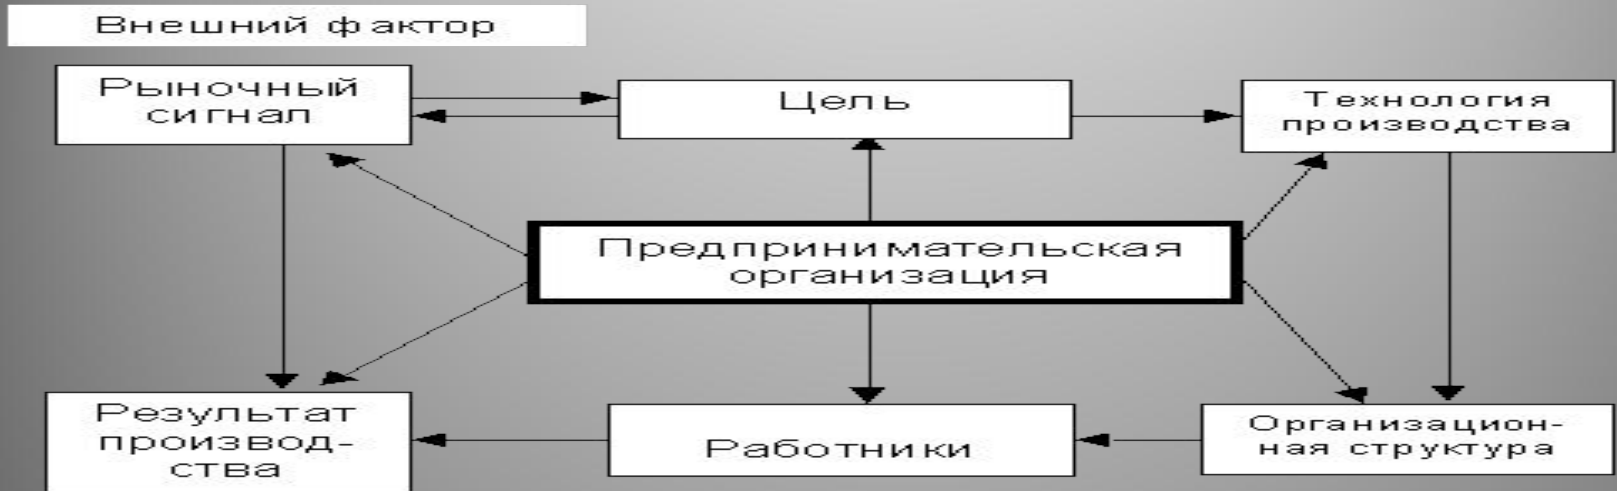 Внешний фактор
Рыночный
сигнал
Цель
Технология
производства
Предпринимательская
организация
Результат
производ-
ства
Работники
Организацион-
ная структура